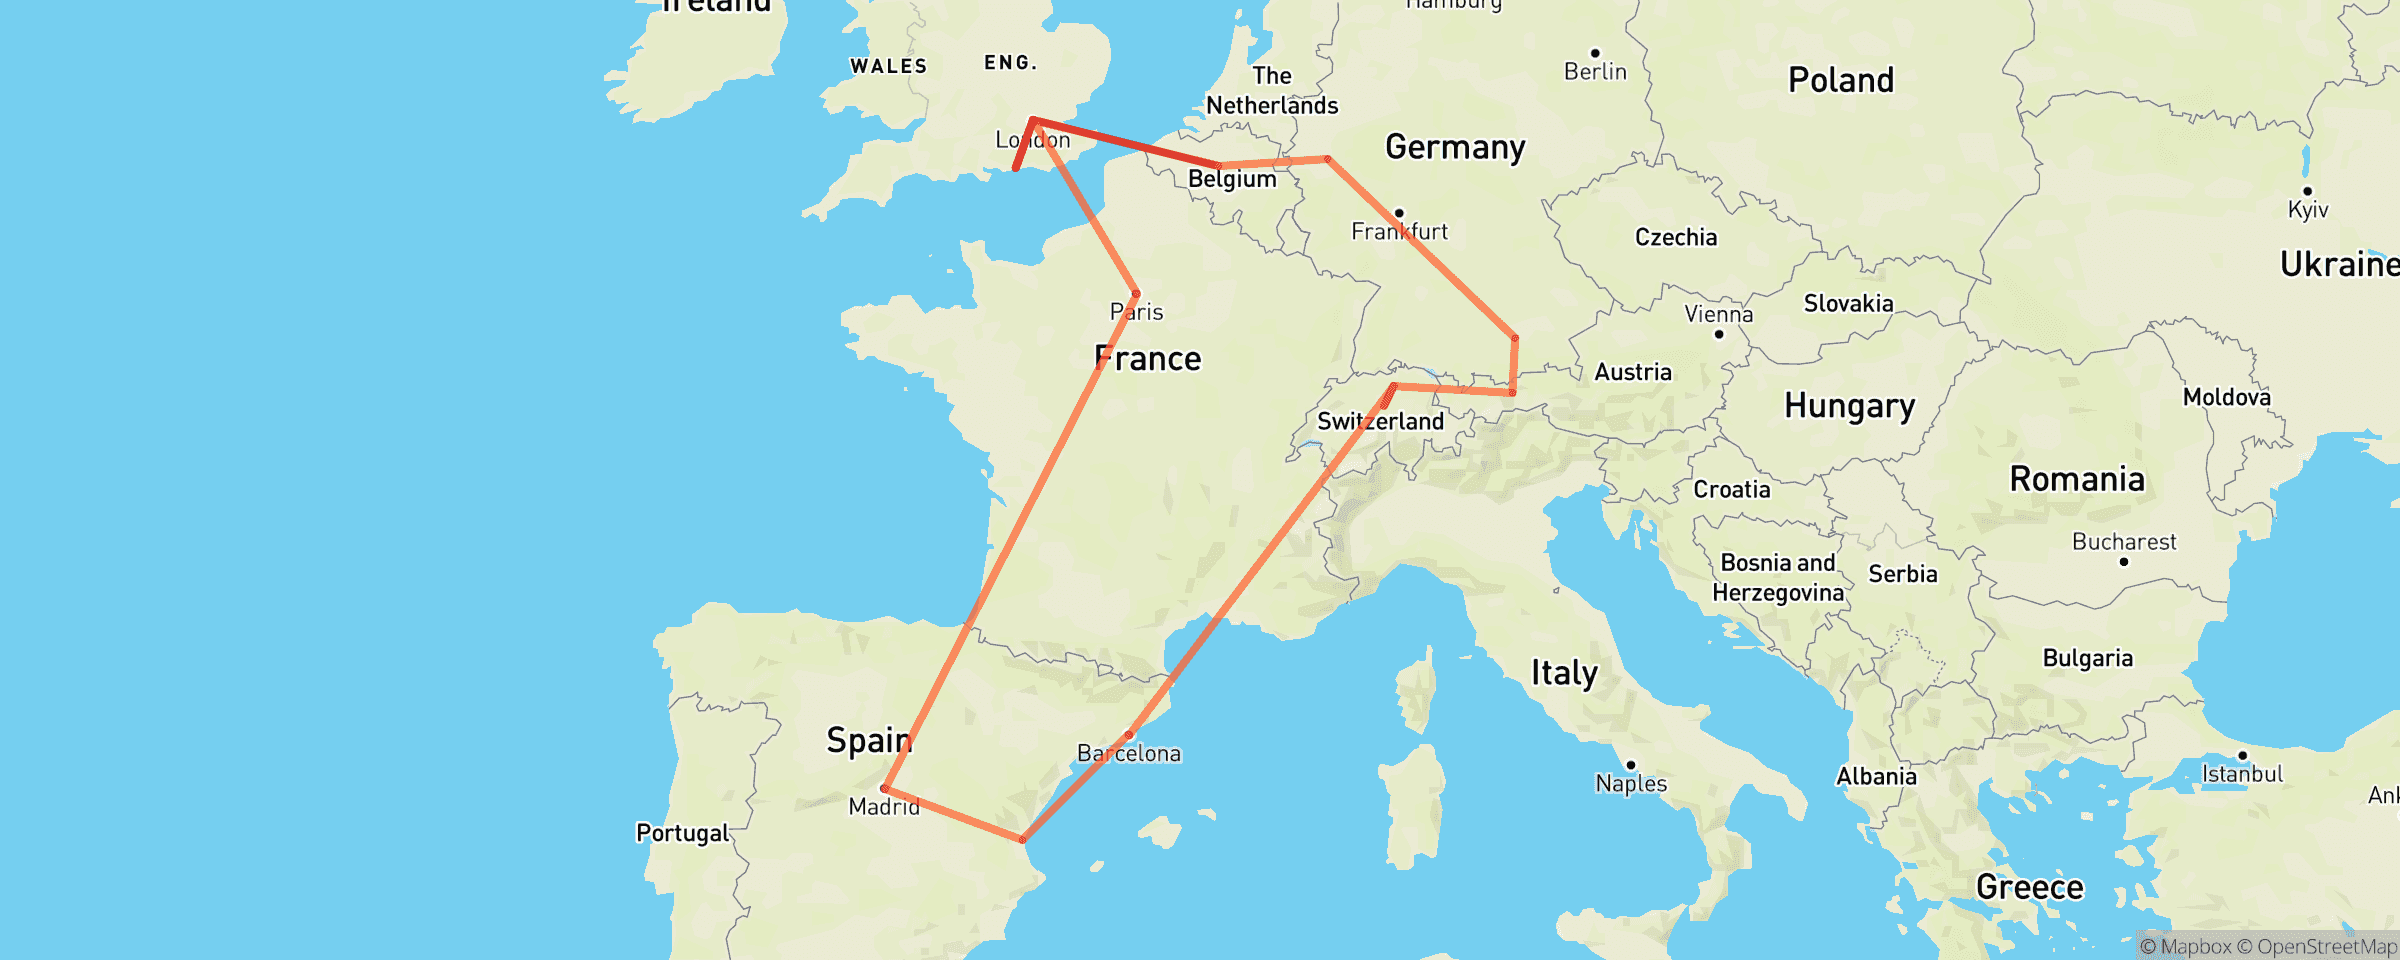 Ireland
Hamburg
WALES
ENG.
The
Netherlands
Berlin
Poland
London
Germany
Belgium
Kyiv
Frankfurt
Czechia
Ukraine
Paris
Slovakia
Vienna
France
Austria
Switzerland
Hungary
Moldova
Croatia
Romania
Bucharest
Bosnia and
Herzegovina
Serbia
Italy
Bulgaria
Spain
Barcelona
Madrid
Naples
Albania
Istanbul
Ank
Portugal
Greece
© Mapbox © OpenStreetMap